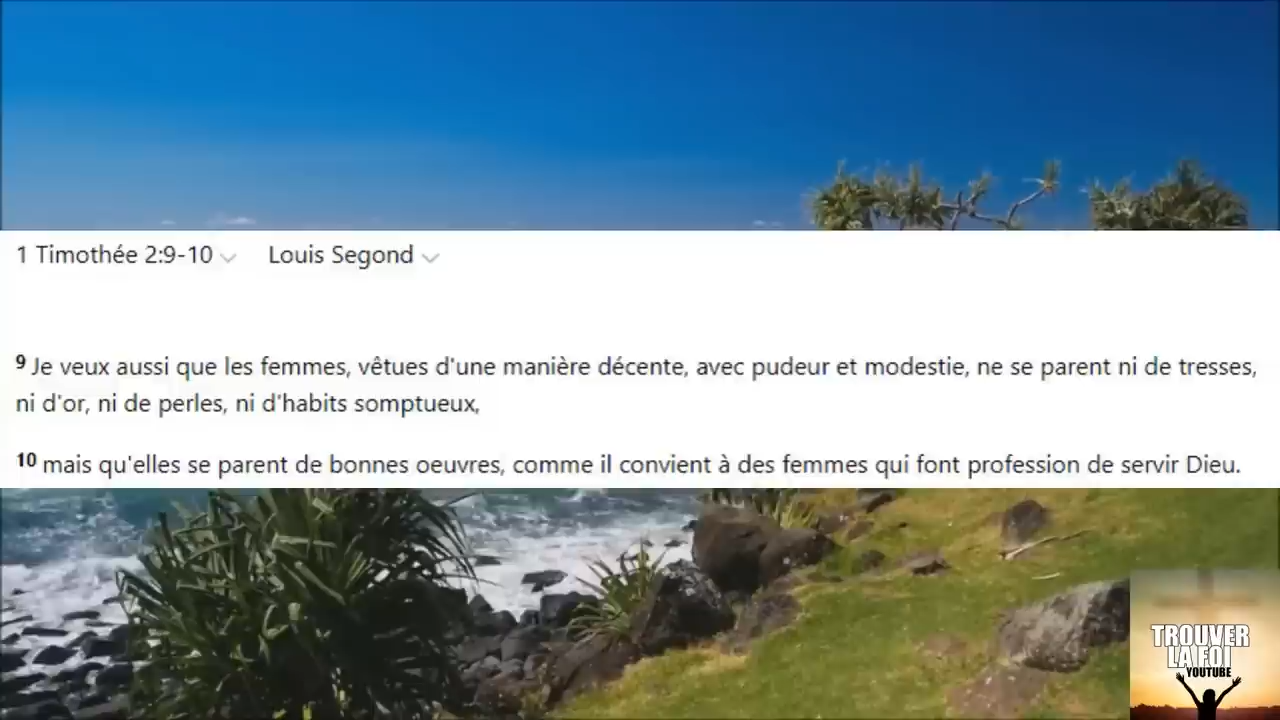 1 Timothée 2:9-10 Louis Segond
9 Je veux aussi que les femmes, vêtues d'une manière décente, avec pudeur et modestie, ne se parent ni de tresses,
ni d'or, ni de perles, ni d'habits somptueux,
10 mais qu'elles se parent de bonnes oeuvres, comme il convient à des femmes qui font profession de servir Dieu.
TROUVER
LA FOI
YOUTUBE